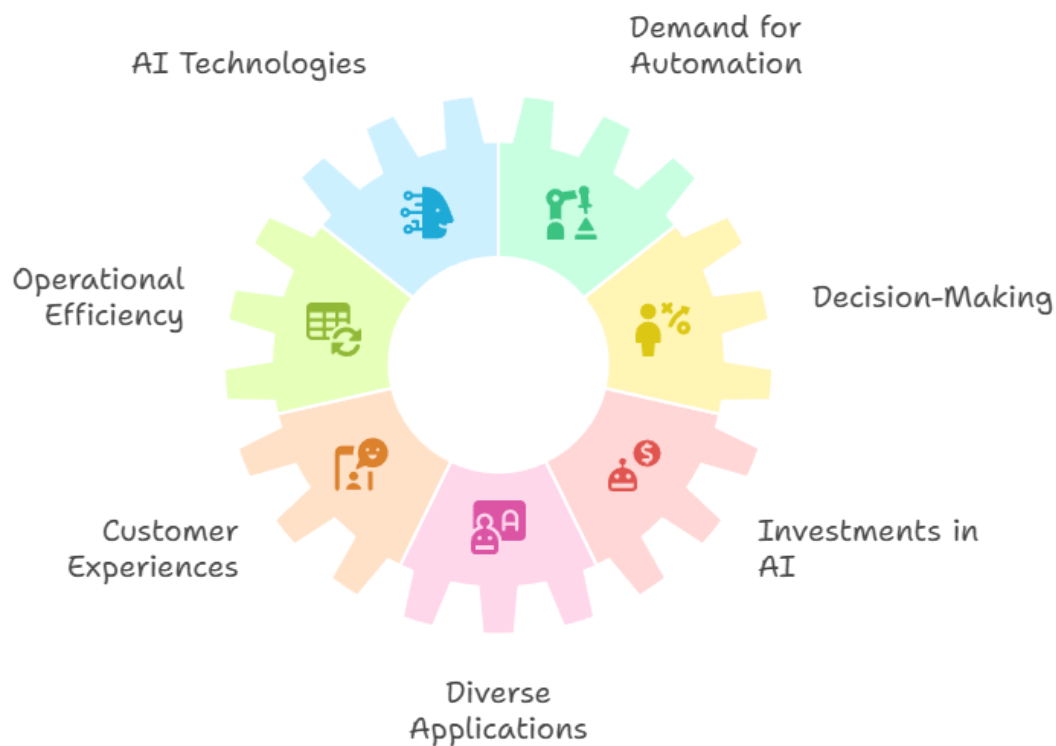 Demand for
Automation
AI Technologies
Operational
Efficiency
Decision-Making
Customer
Experiences
Investments in
AI
Diverse
Applications